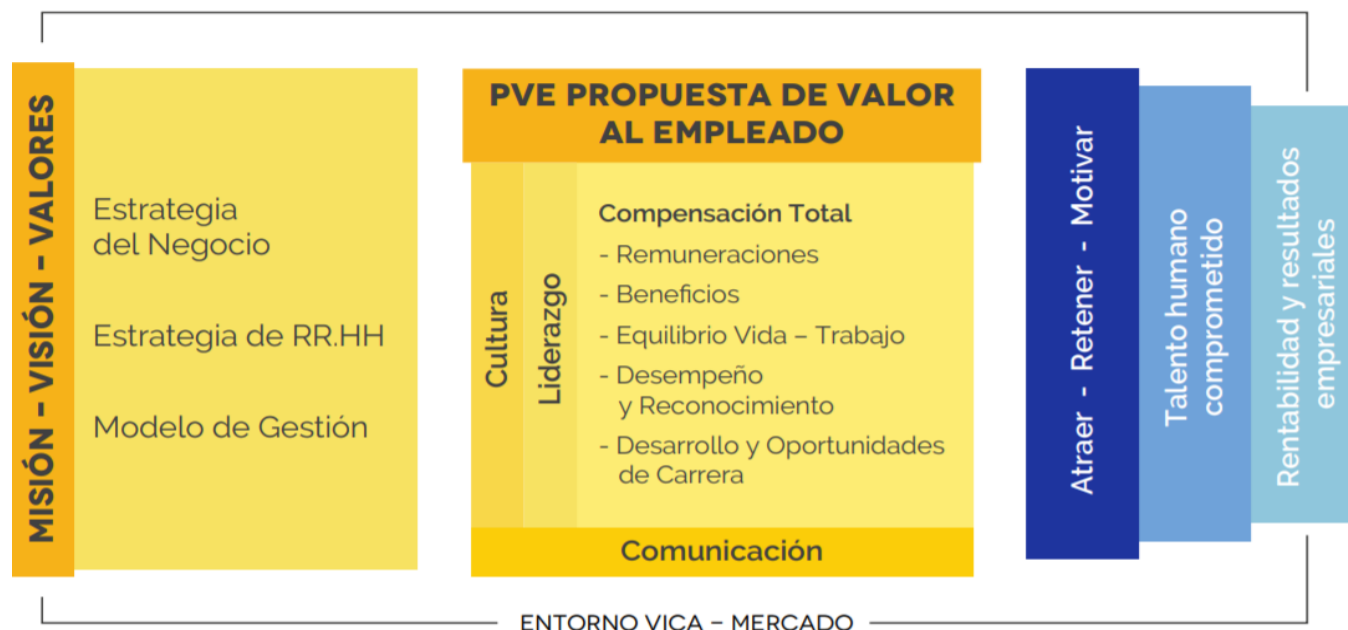 MISIÓN – VISIÓN – VALORES
Estrategia
del Negocio
Estrategia de RR.HH
Modelo de Gestión
PVE PROPUESTA DE VALOR
AL EMPLEADO
Cultura
Liderazgo
Compensación Total
- Remuneraciones
- Beneficios
- Equilibrio Vida – Trabajo
- Desempeño
y Reconocimiento
- Desarrollo y Oportunidades
de Carrera
Comunicación
Atraer - Retener - Motivar
Talento humano
comprometido
Rentabilidad y resultados
empresariales
ENTORNO VICA – MERCADO